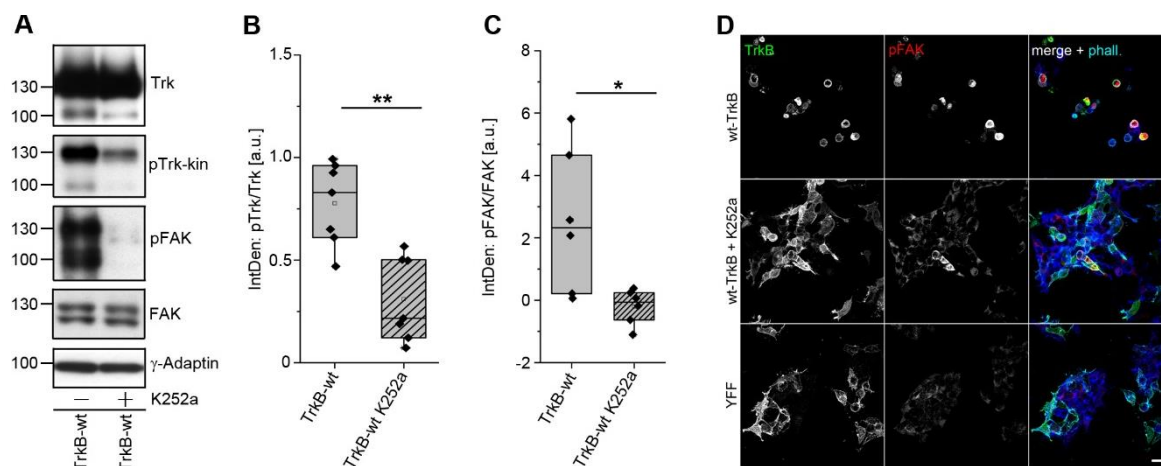 A
130
100
Trk
130
100
pTrk-kin
130
100
pFAK
130
FAK
100
γ-Adaptin
— + K252a
TrkB-wt
TrkB-wt
B
IntDen: pTrk/Trk [a.u.]
1.5
1.0
0.5
0
**
TrkB-wt
TrkB-wt K252a
C
IntDen: pFAK/FAK [a.u.]
8
6
4
2
0
-2
*
TrkB-wt
TrkB-wt K252a
D
TrkB pFAK merge + phall.
wt-TrkB
wt-TrkB + K252a
YFF